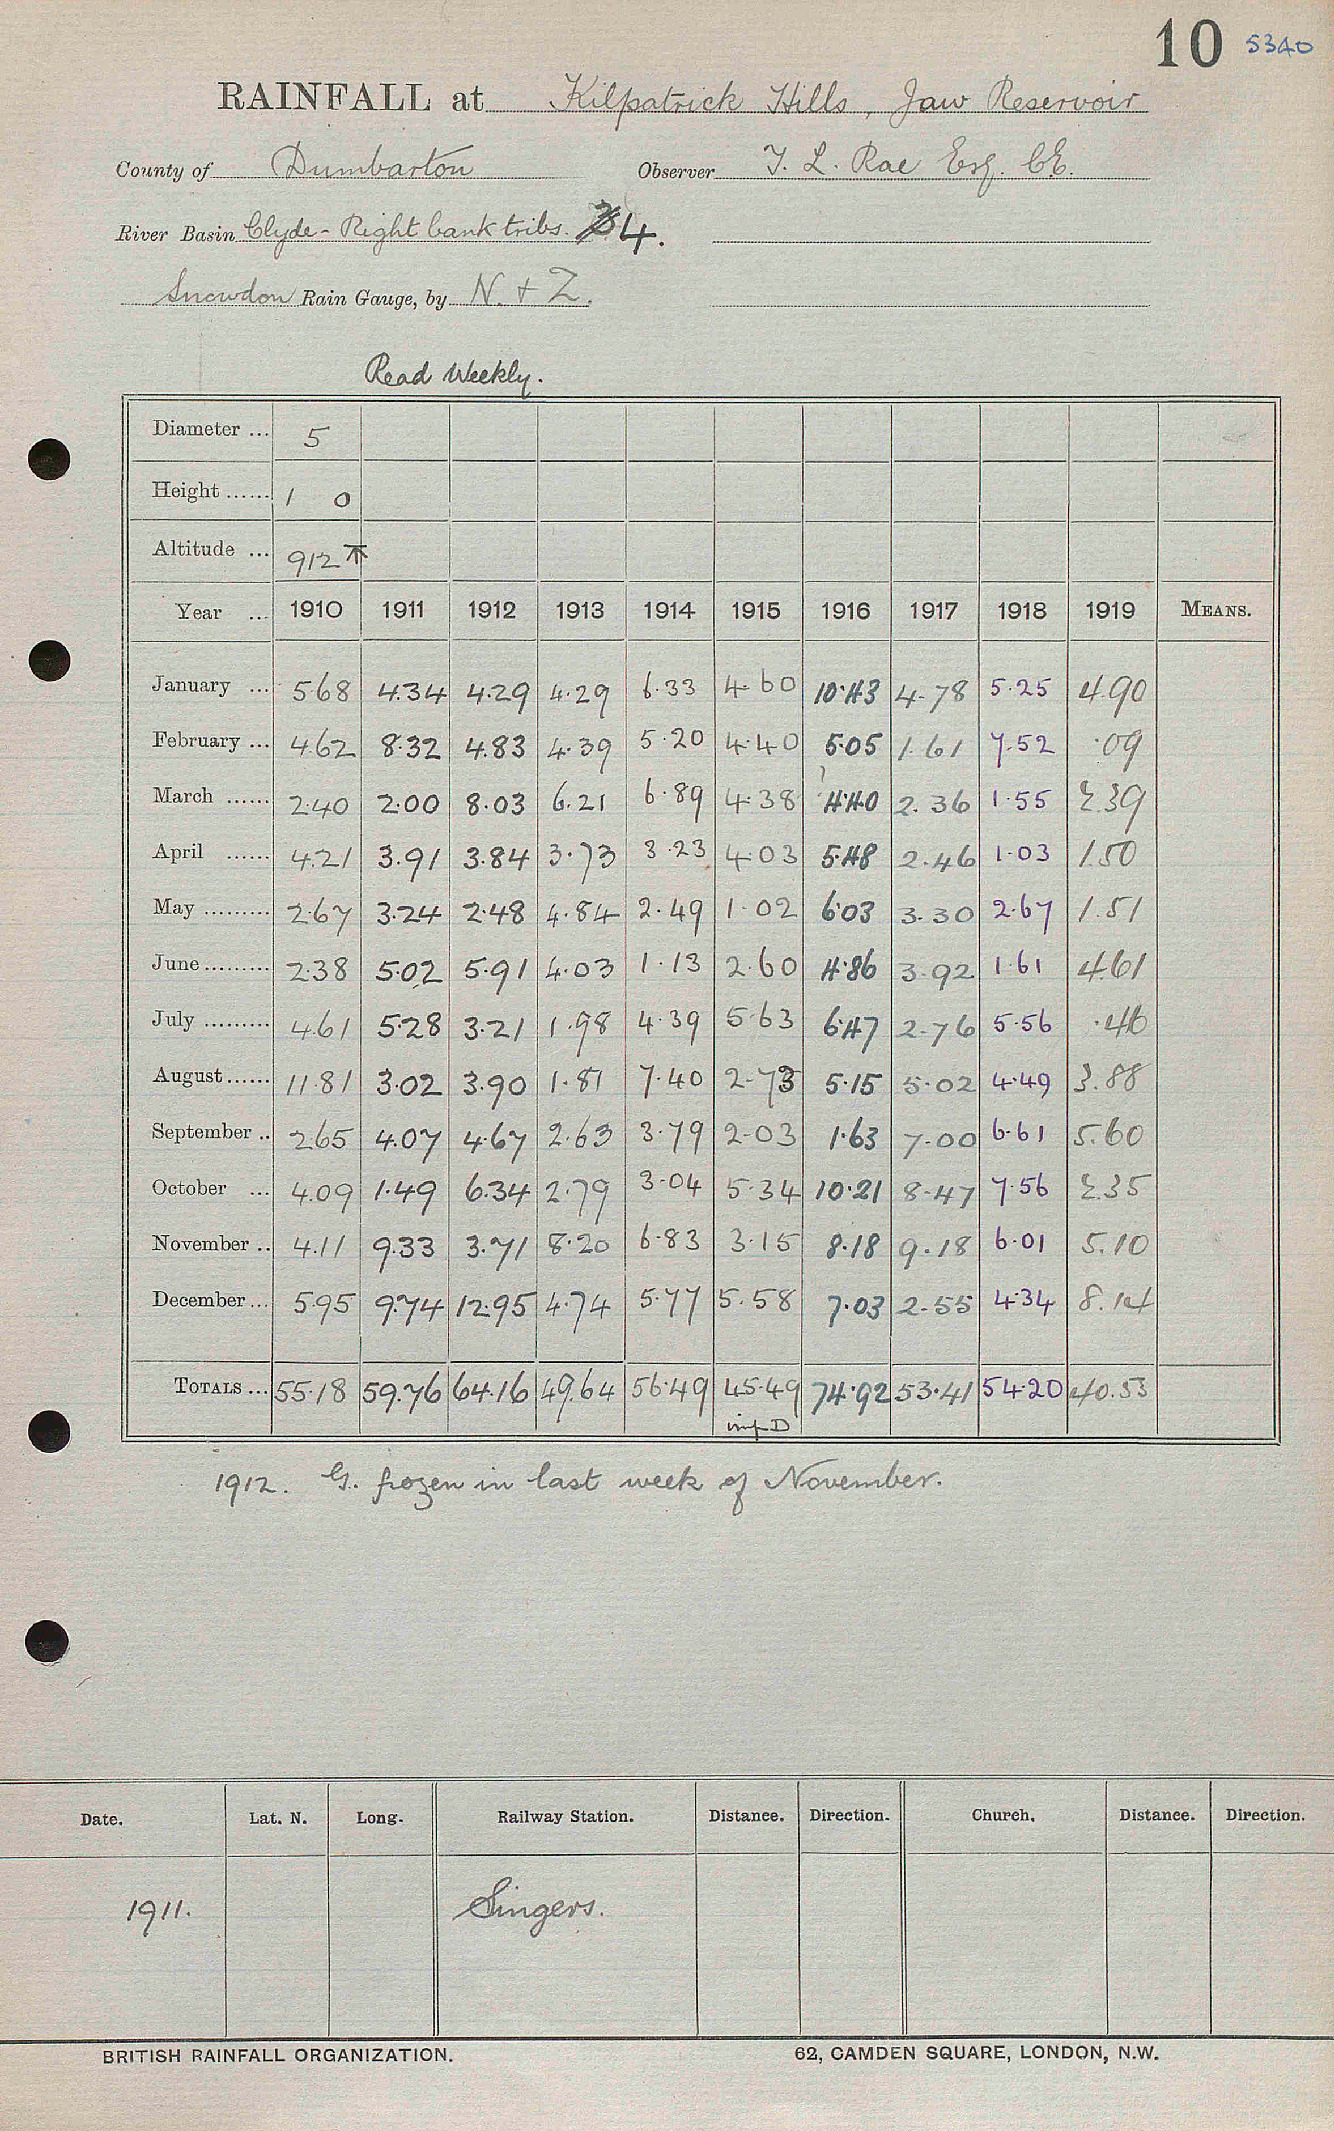 10 5340
RAINFALL at Kilpatrick Hills, Jaw Reservoir
County of Dumbarton Observer T. L. Rae Esq. C.E.
River Basin Clyde - Right bank tribs. 4.
Snowdon Rain Gauge, by N. + Z.
Read Weekly.
Diameter ... 5
Height ...... 1 0
Altitude ... 912
Year ... 1910 1911 1912 1913 1914 1915 1916 1917 1918 1919 MEANS.
January ... 5.68 4.34 4.29 4.29 6.33 4.60 10.43 4.78 5.25 4.90
February ... 4.62 8.32 4.83 4.39 5.20 4.40 5.05 1.61 7.52 .09
March ...... 2.40 2.00 8.03 6.21 6.89 4.38 4.40 2.36 1.55 2.39
April ...... 4.21 3.91 3.84 3.73 3.23 4.03 5.48 2.46 1.03 1.50
May ......... 2.67 3.24 2.48 4.84 2.49 1.02 6.03 3.30 2.67 1.51
June ......... 2.38 5.02 5.91 4.03 1.13 2.60 4.86 3.92 1.61 4.61
July ......... 4.61 5.28 3.21 1.98 4.39 5.63 6.47 2.76 5.56 .46
August ...... 11.81 3.02 3.90 1.81 7.40 2.73 5.15 5.02 4.49 3.88
September .. 2.65 4.07 4.67 2.63 3.79 2.03 1.63 7.00 6.61 5.60
October ... 4.09 1.49 6.34 2.79 3.04 5.34 10.21 8.47 7.56 2.35
November .. 4.11 9.33 3.71 8.20 6.83 3.15 8.18 9.18 6.01 5.10
December ... 5.95 9.74 12.95 4.74 5.77 5.58 7.03 2.55 4.34 8.14
TOTALS ... 55.18 59.76 64.16 49.64 56.49 45.49 74.92 53.41 54.20 40.53
1912. G. frozen in last week of November.
Date. Lat. N. Long. Railway Station. Distance. Direction. Church. Distance. Direction.
1911. Singers.
BRITISH RAINFALL ORGANIZATION. 62, CAMDEN SQUARE, LONDON, N.W.